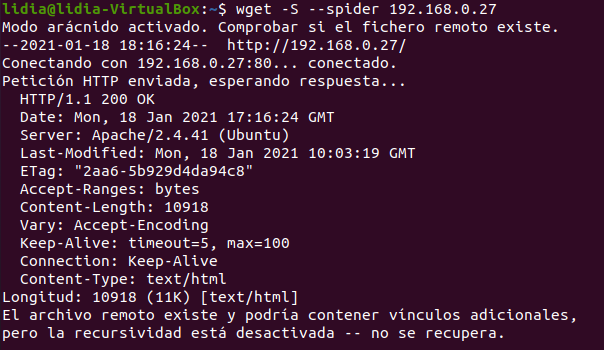 lidia@lidia-VirtualBox:~$ wget -S --spider 192.168.0.27
Modo arácnido activado. Comprobar si el fichero remoto existe.
--2021-01-18 18:16:24--  http://192.168.0.27/
Conectando con 192.168.0.27:80... conectado.
Petición HTTP enviada, esperando respuesta...
  HTTP/1.1 200 OK
  Date: Mon, 18 Jan 2021 17:16:24 GMT
  Server: Apache/2.4.41 (Ubuntu)
  Last-Modified: Mon, 18 Jan 2021 10:03:19 GMT
  ETag: "2aa6-5b929d4da94c8"
  Accept-Ranges: bytes
  Content-Length: 10918
  Vary: Accept-Encoding
  Keep-Alive: timeout=5, max=100
  Connection: Keep-Alive
  Content-Type: text/html
Longitud: 10918 (11K) [text/html]
El archivo remoto existe y podría contener vínculos adicionales,
pero la recursividad está desactivada -- no se recupera.